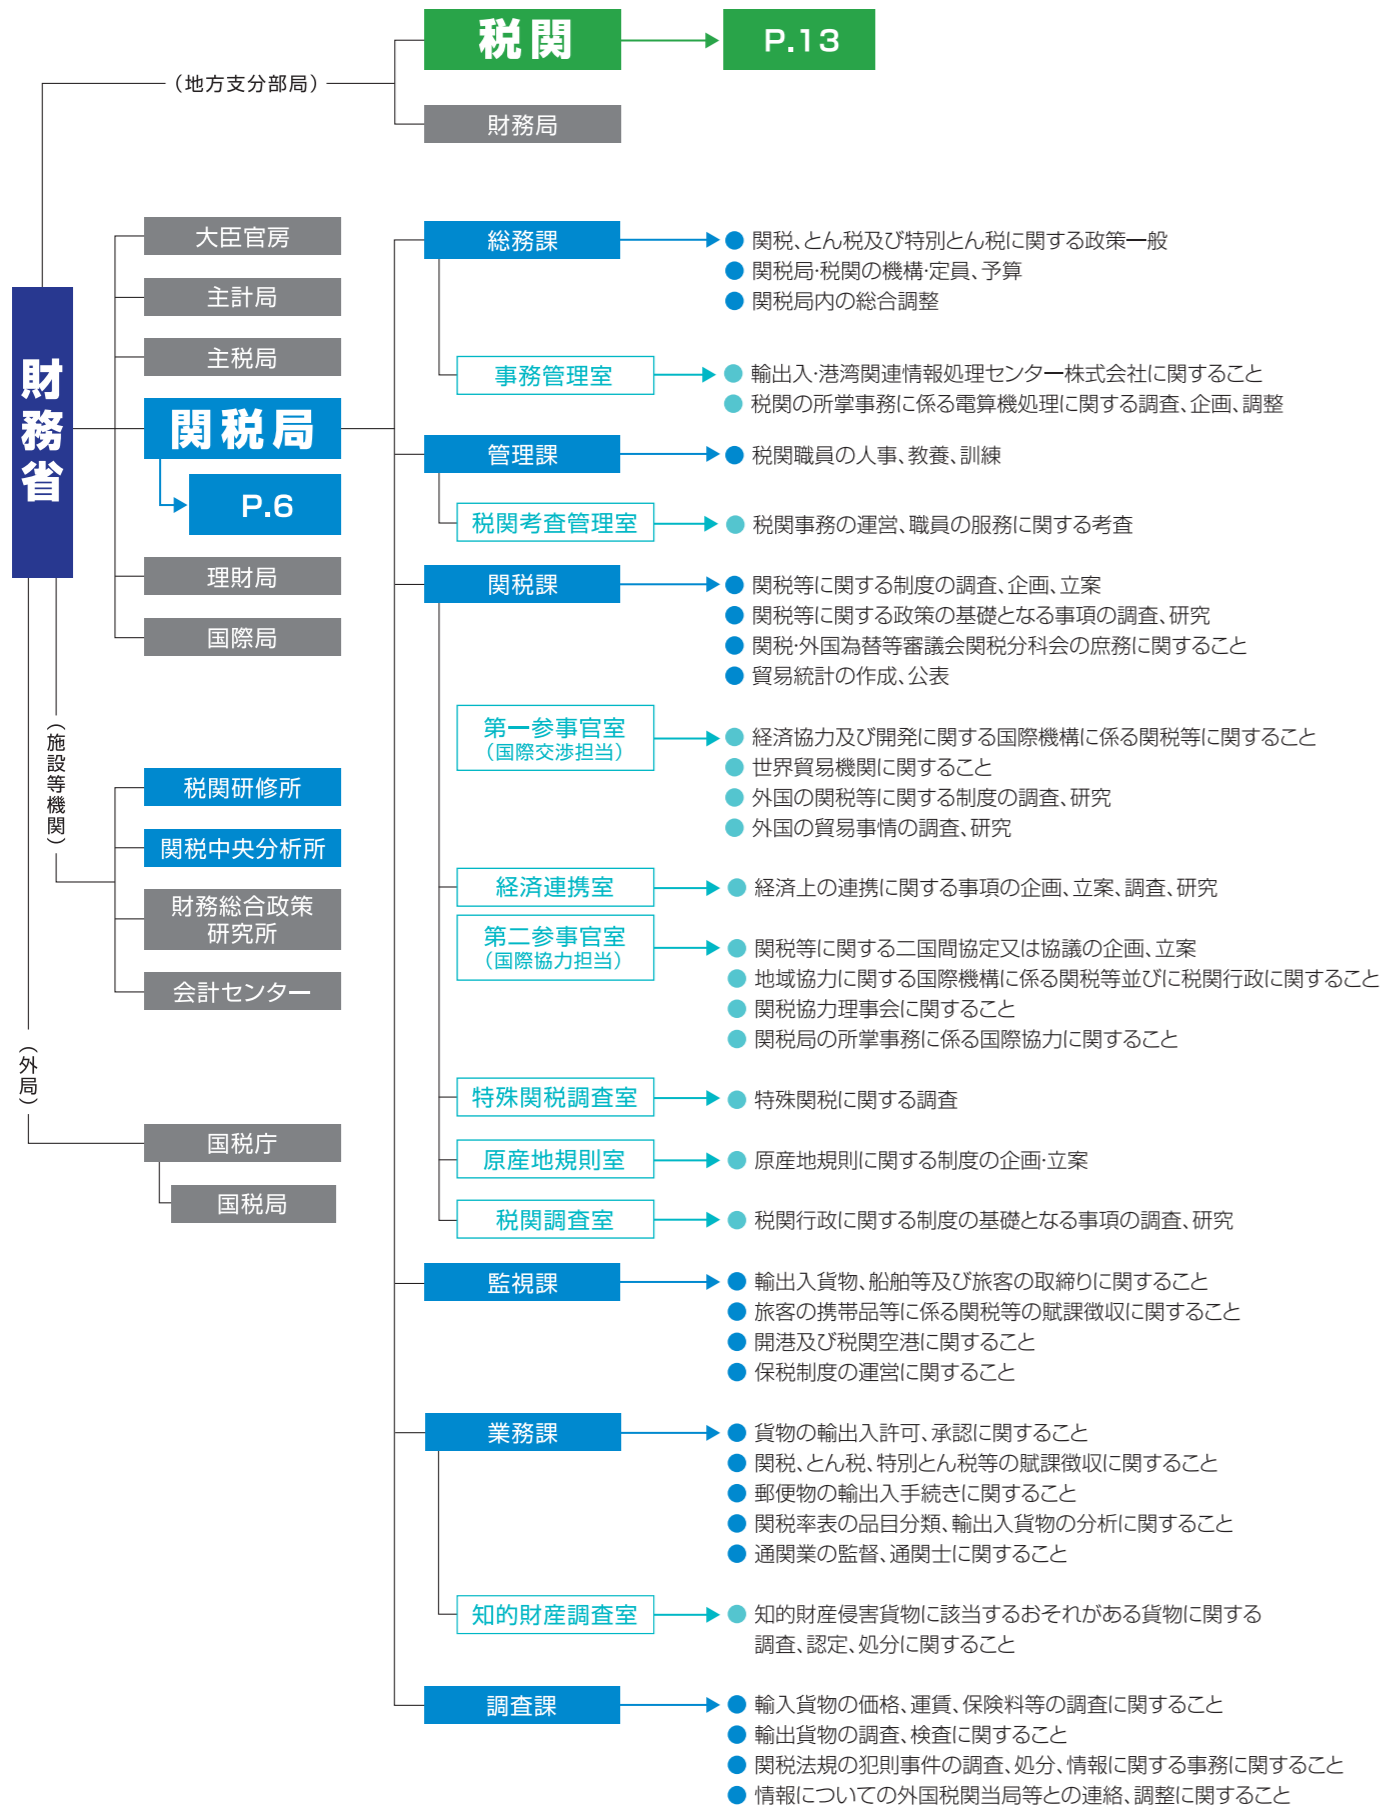 税関
P.13
（地方支分部局）
財務局
財務省
大臣官房
主計局
主税局
関税局
P.6
理財局
国際局
（施設等機関）
税関研修所
関税中央分析所
財務総合政策
研究所
会計センター
（外局）
国税庁
国税局
総務課
● 関税、とん税及び特別とん税に関する政策一般
● 関税局・税関の機構・定員、予算
● 関税局内の総合調整
事務管理室
● 輸出入・港湾関連情報処理センター株式会社に関すること
● 税関の所掌事務に係る電算機処理に関する調査、企画、調整
管理課
● 税関職員の人事、教養、訓練
税関考査管理室
● 税関事務の運営、職員の服務に関する考査
関税課
● 関税等に関する制度の調査、企画、立案
● 関税等に関する政策の基礎となる事項の調査、研究
● 関税・外国為替等審議会関税分科会の庶務に関すること
● 貿易統計の作成、公表
第一参事官室
（国際交渉担当）
● 経済協力及び開発に関する国際機構に係る関税等に関すること
● 世界貿易機関に関すること
● 外国の関税等に関する制度の調査、研究
● 外国の貿易事情の調査、研究
経済連携室
● 経済上の連携に関する事項の企画、立案、調査、研究
第二参事官室
（国際協力担当）
● 関税等に関する二国間協定又は協議の企画、立案
● 地域協力に関する国際機構に係る関税等並びに税関行政に関すること
● 関税協力理事会に関すること
● 関税局の所掌事務に係る国際協力に関すること
特殊関税調査室
● 特殊関税に関する調査
原産地規則室
● 原産地規則に関する制度の企画・立案
税関調査室
● 税関行政に関する制度の基礎となる事項の調査、研究
監視課
● 輸出入貨物、船舶等及び旅客の取締りに関すること
● 旅客の携帯品等に係る関税等の賦課徴収に関すること
● 開港及び税関空港に関すること
● 保税制度の運営に関すること
業務課
● 貨物の輸出入許可、承認に関すること
● 関税、とん税、特別とん税等の賦課徴収に関すること
● 郵便物の輸出入手続きに関すること
● 関税率表の品目分類、輸出入貨物の分析に関すること
● 通関業の監督、通関士に関すること
知的財産調査室
● 知的財産侵害貨物に該当するおそれがある貨物に関する
調査、認定、処分に関すること
調査課
● 輸入貨物の価格、運賃、保険料等の調査に関すること
● 輸出貨物の調査、検査に関すること
● 関税法規の犯則事件の調査、処分、情報に関する事務に関すること
● 情報についての外国税関当局等との連絡、調整に関すること